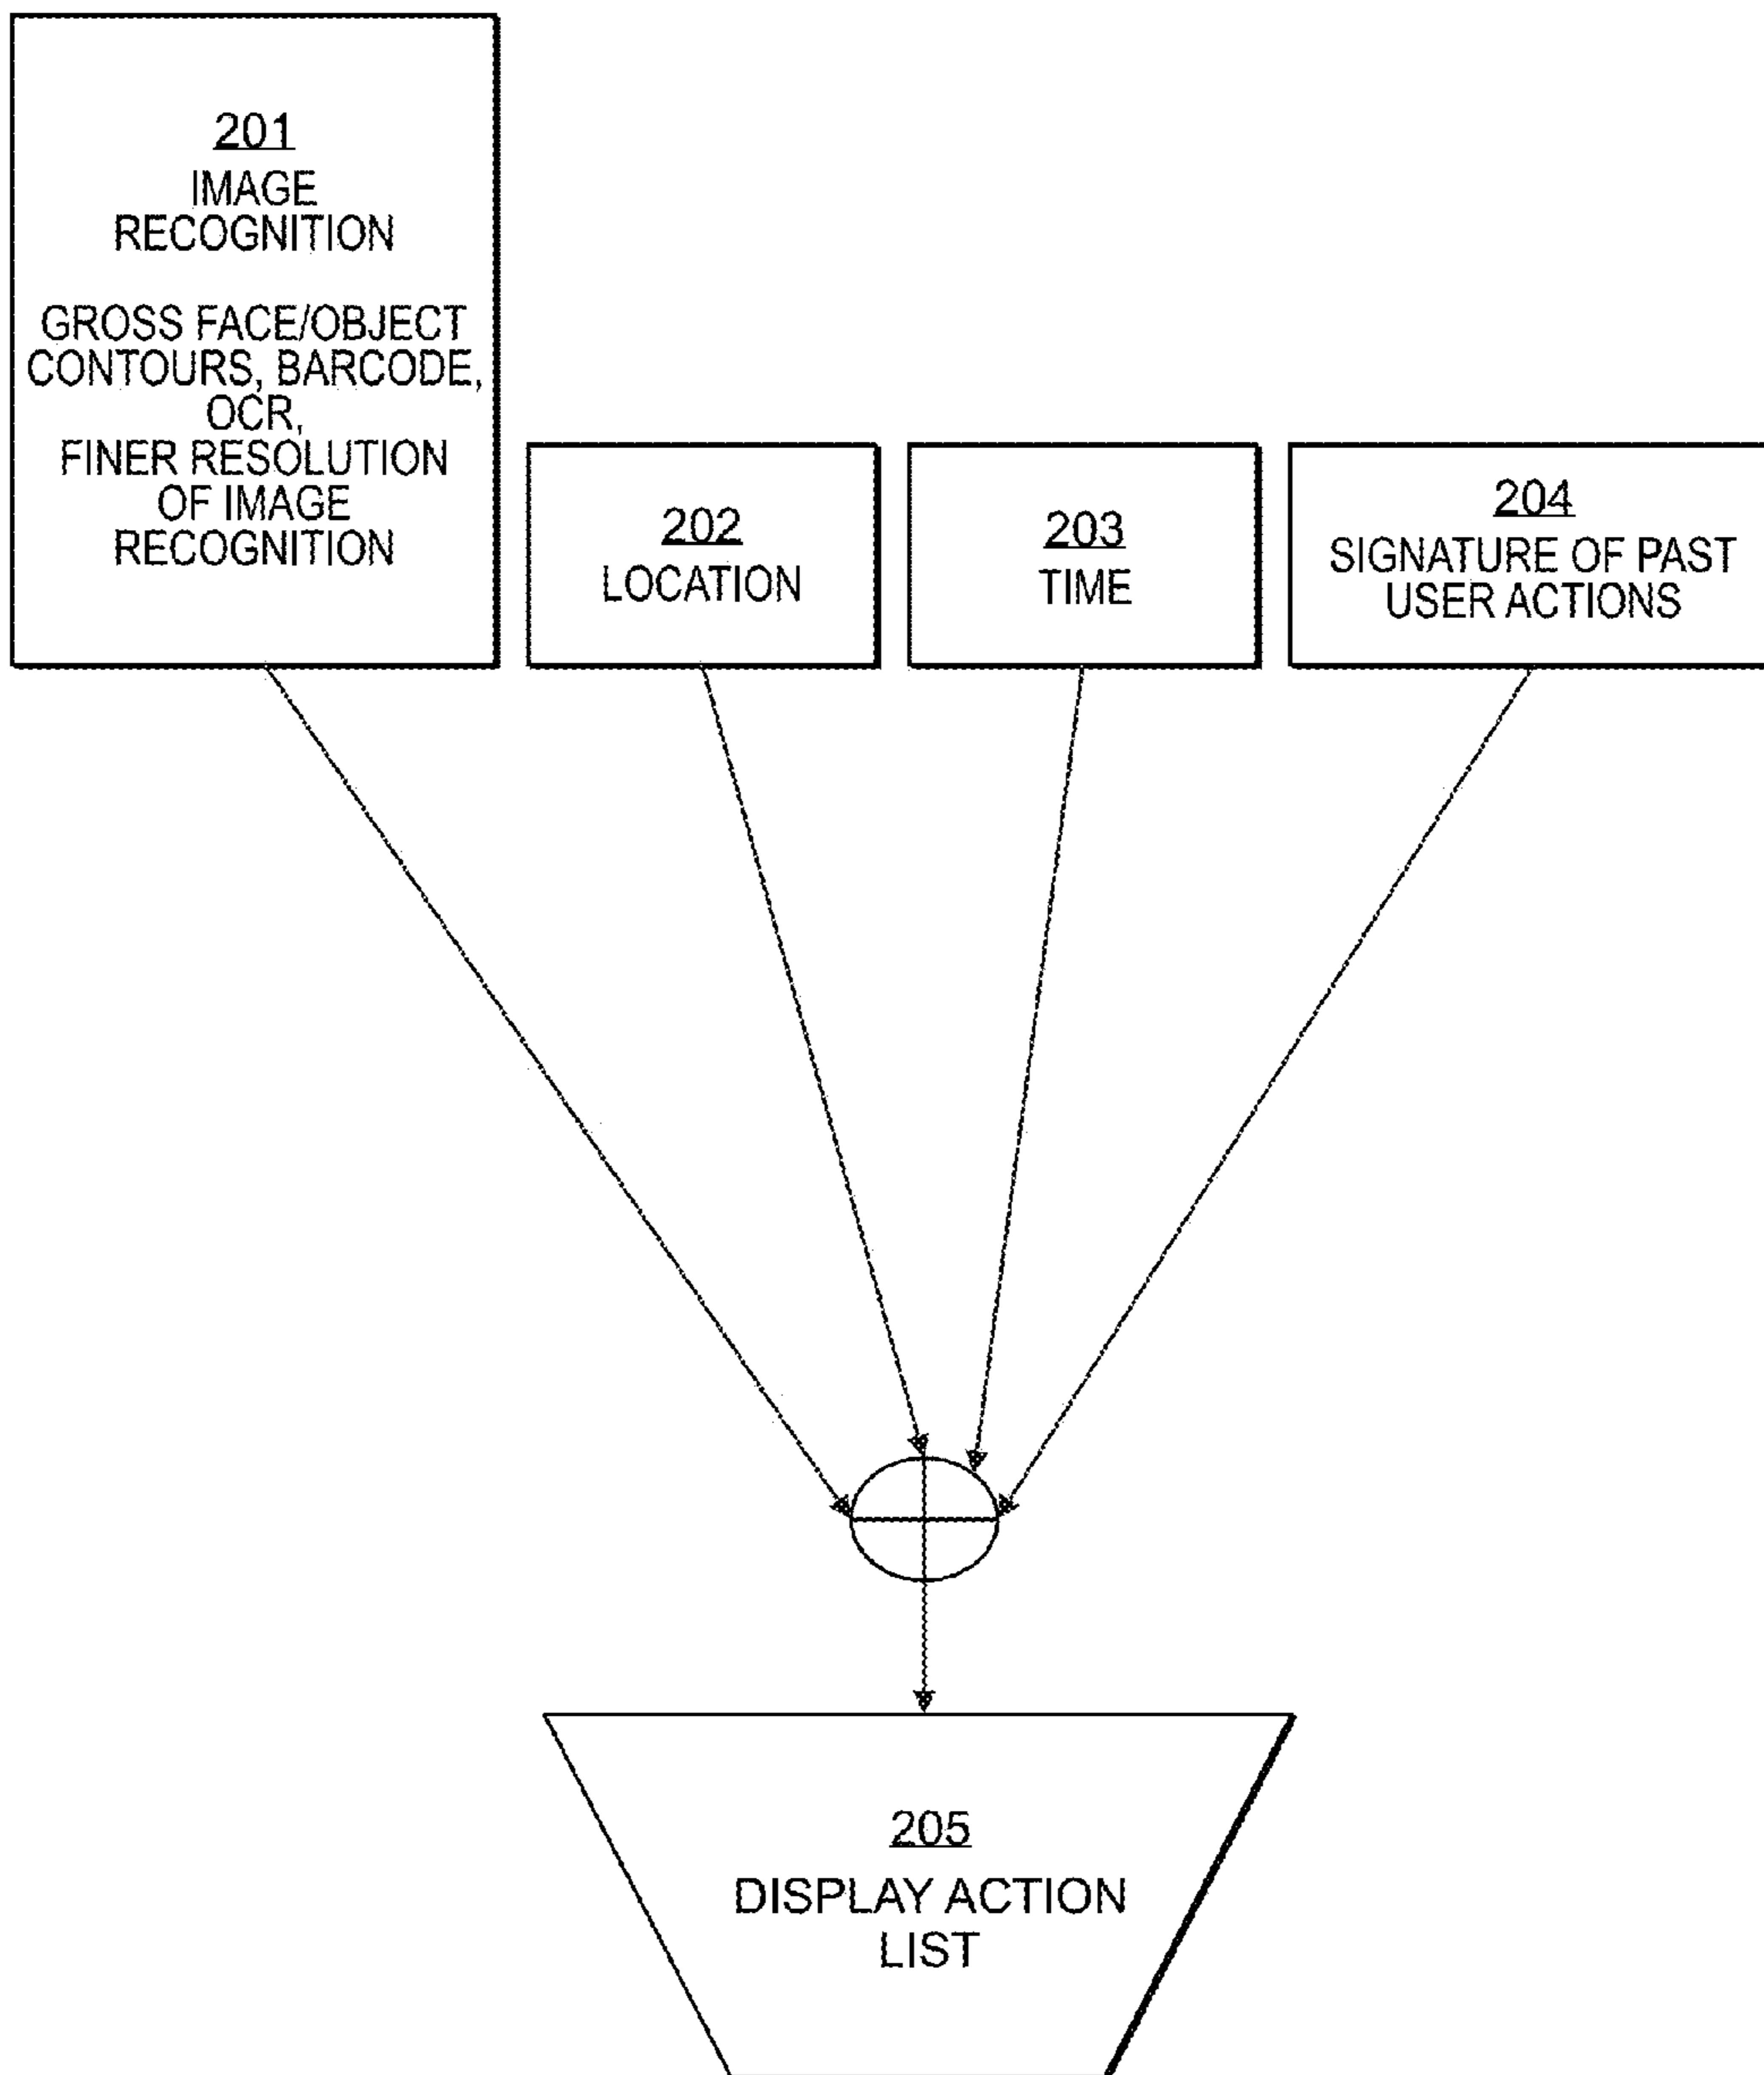 201
IMAGE
RECOGNITION
GROSS FACE/OBJECT
CONTOURS, BARCODE,
OCR,
FINER RESOLUTION
OF IMAGE
RECOGNITION
202
LOCATION
203
TIME
204
SIGNATURE OF PAST
USER ACTIONS
205
DISPLAY ACTION
LIST